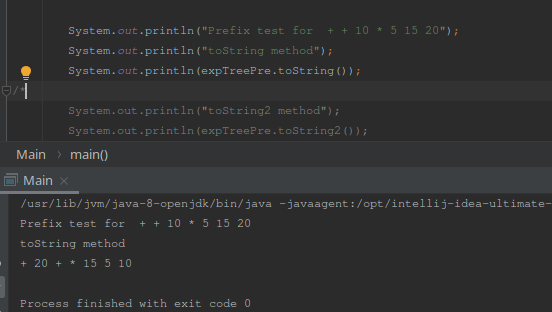 System.out.println("Prefix test for  + + 10 * 5 15 20");
System.out.println("toString method");
System.out.println(expTreePre.toString());
/*
System.out.println("toString2 method");
System.out.println(expTreePre.toString2());
Main > main()
Main ×
/usr/lib/jvm/java-8-openjdk/bin/java -javaagent:/opt/intellij-idea-ultimate-
Prefix test for  + + 10 * 5 15 20
toString method
+ 20 + * 15 5 10
Process finished with exit code 0